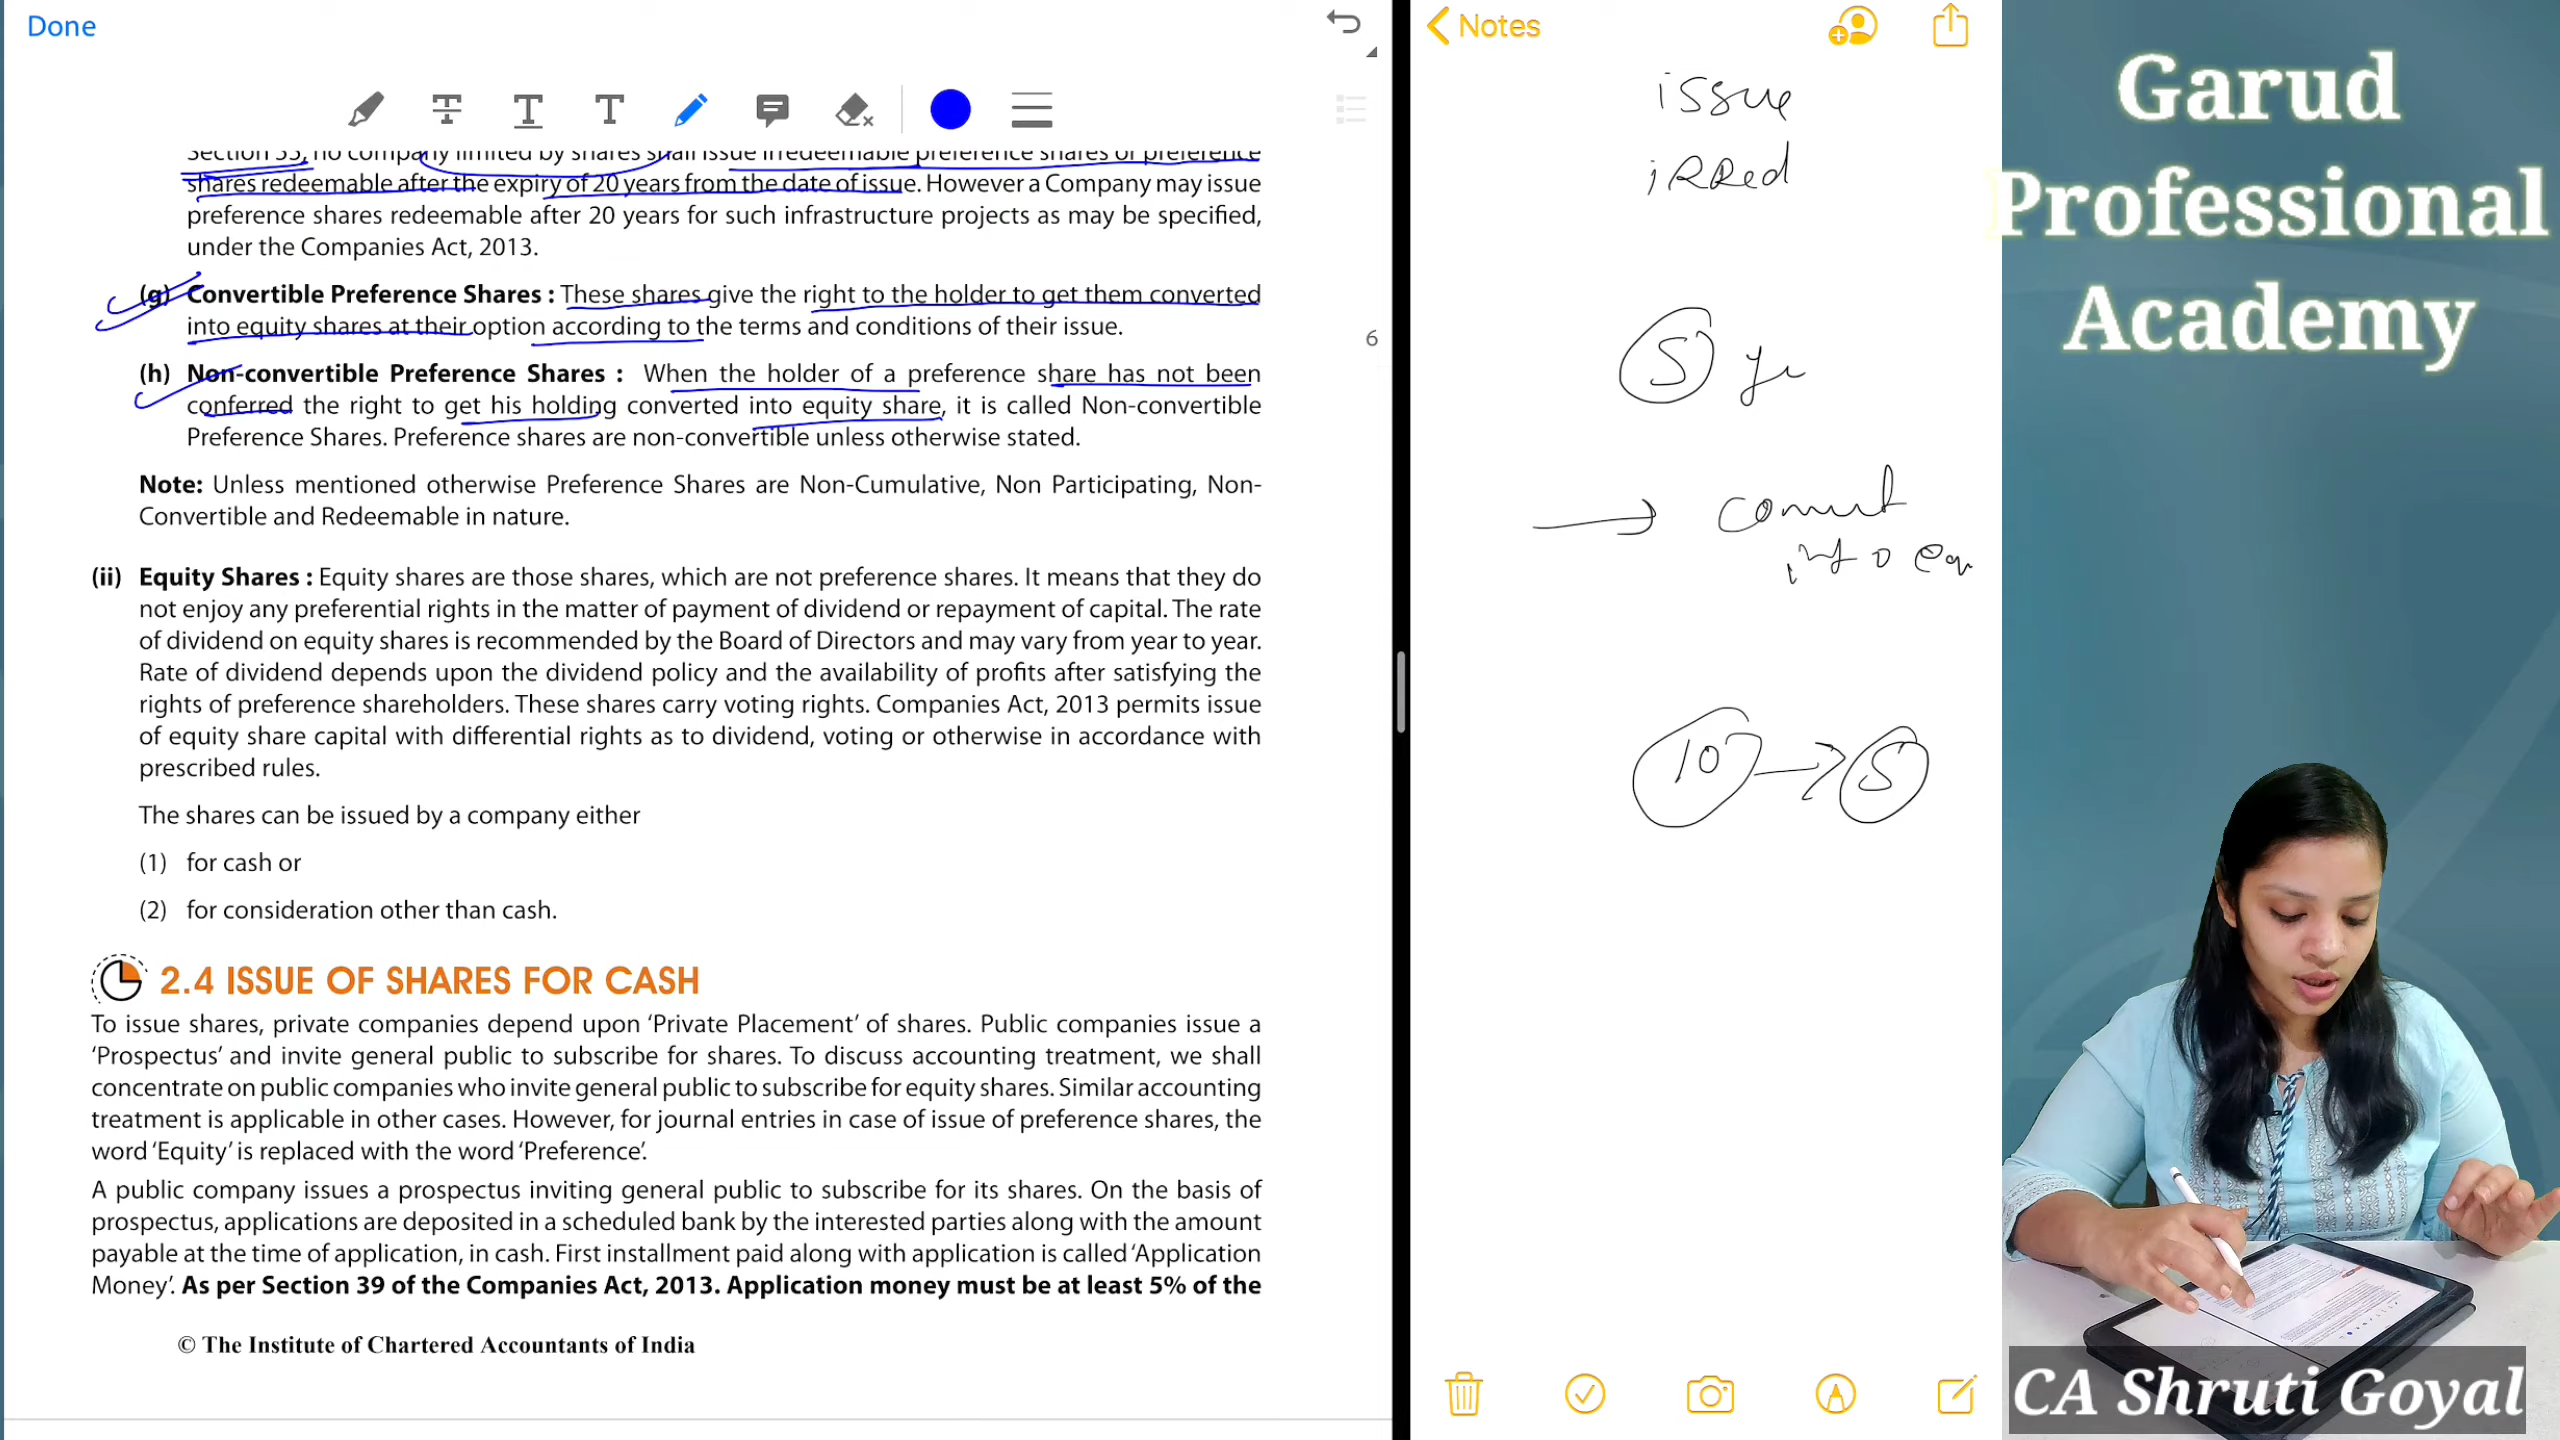 Done
Section 55, no company limited by shares shall issue irredeemable preference shares or preference
shares redeemable after the expiry of 20 years from the date of issue. However a Company may issue
preference shares redeemable after 20 years for such infrastructure projects as may be specified,
under the Companies Act, 2013.
(g) Convertible Preference Shares : These shares give the right to the holder to get them converted
into equity shares at their option according to the terms and conditions of their issue.
6
(h) Non-convertible Preference Shares : When the holder of a preference share has not been
conferred the right to get his holding converted into equity share, it is called Non-convertible
Preference Shares. Preference shares are non-convertible unless otherwise stated.
Note: Unless mentioned otherwise Preference Shares are Non-Cumulative, Non Participating, Non-
Convertible and Redeemable in nature.
(ii) Equity Shares : Equity shares are those shares, which are not preference shares. It means that they do
not enjoy any preferential rights in the matter of payment of dividend or repayment of capital. The rate
of dividend on equity shares is recommended by the Board of Directors and may vary from year to year.
Rate of dividend depends upon the dividend policy and the availability of profits after satisfying the
rights of preference shareholders. These shares carry voting rights. Companies Act, 2013 permits issue
of equity share capital with differential rights as to dividend, voting or otherwise in accordance with
prescribed rules.
The shares can be issued by a company either
(1) for cash or
(2) for consideration other than cash.
2.4 ISSUE OF SHARES FOR CASH
To issue shares, private companies depend upon ‘Private Placement’ of shares. Public companies issue a
‘Prospectus’ and invite general public to subscribe for shares. To discuss accounting treatment, we shall
concentrate on public companies who invite general public to subscribe for equity shares. Similar accounting
treatment is applicable in other cases. However, for journal entries in case of issue of preference shares, the
word ‘Equity’ is replaced with the word ‘Preference’.
A public company issues a prospectus inviting general public to subscribe for its shares. On the basis of
prospectus, applications are deposited in a scheduled bank by the interested parties along with the amount
payable at the time of application, in cash. First installment paid along with application is called ‘Application
Money’. As per Section 39 of the Companies Act, 2013. Application money must be at least 5% of the
© The Institute of Chartered Accountants of India
Notes
issue
iRRed
5 yr
convert
into eq
10 → 5
Garud
Professional
Academy
CA Shruti Goyal